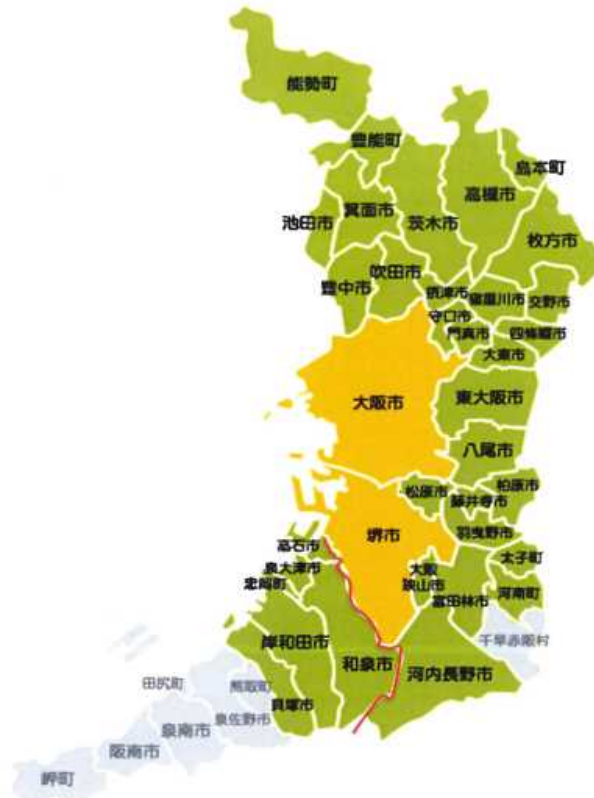 能勢町
豊能町
島本町
高槻市
箕面市
茨木市
池田市
枚方市
吹田市
豊中市
摂津市
寝屋川市
交野市
守口市
門真市
四條畷市
大東市
大阪市
東大阪市
八尾市
松原市
柏原市
藤井寺市
堺市
羽曳野市
高石市
太子町
泉大津市
大阪
狭山市
忠岡町
河南町
富田林市
岸和田市
千早赤阪村
和泉市
河内長野市
田尻町
熊取町
貝塚市
泉佐野市
泉南市
阪南市
岬町